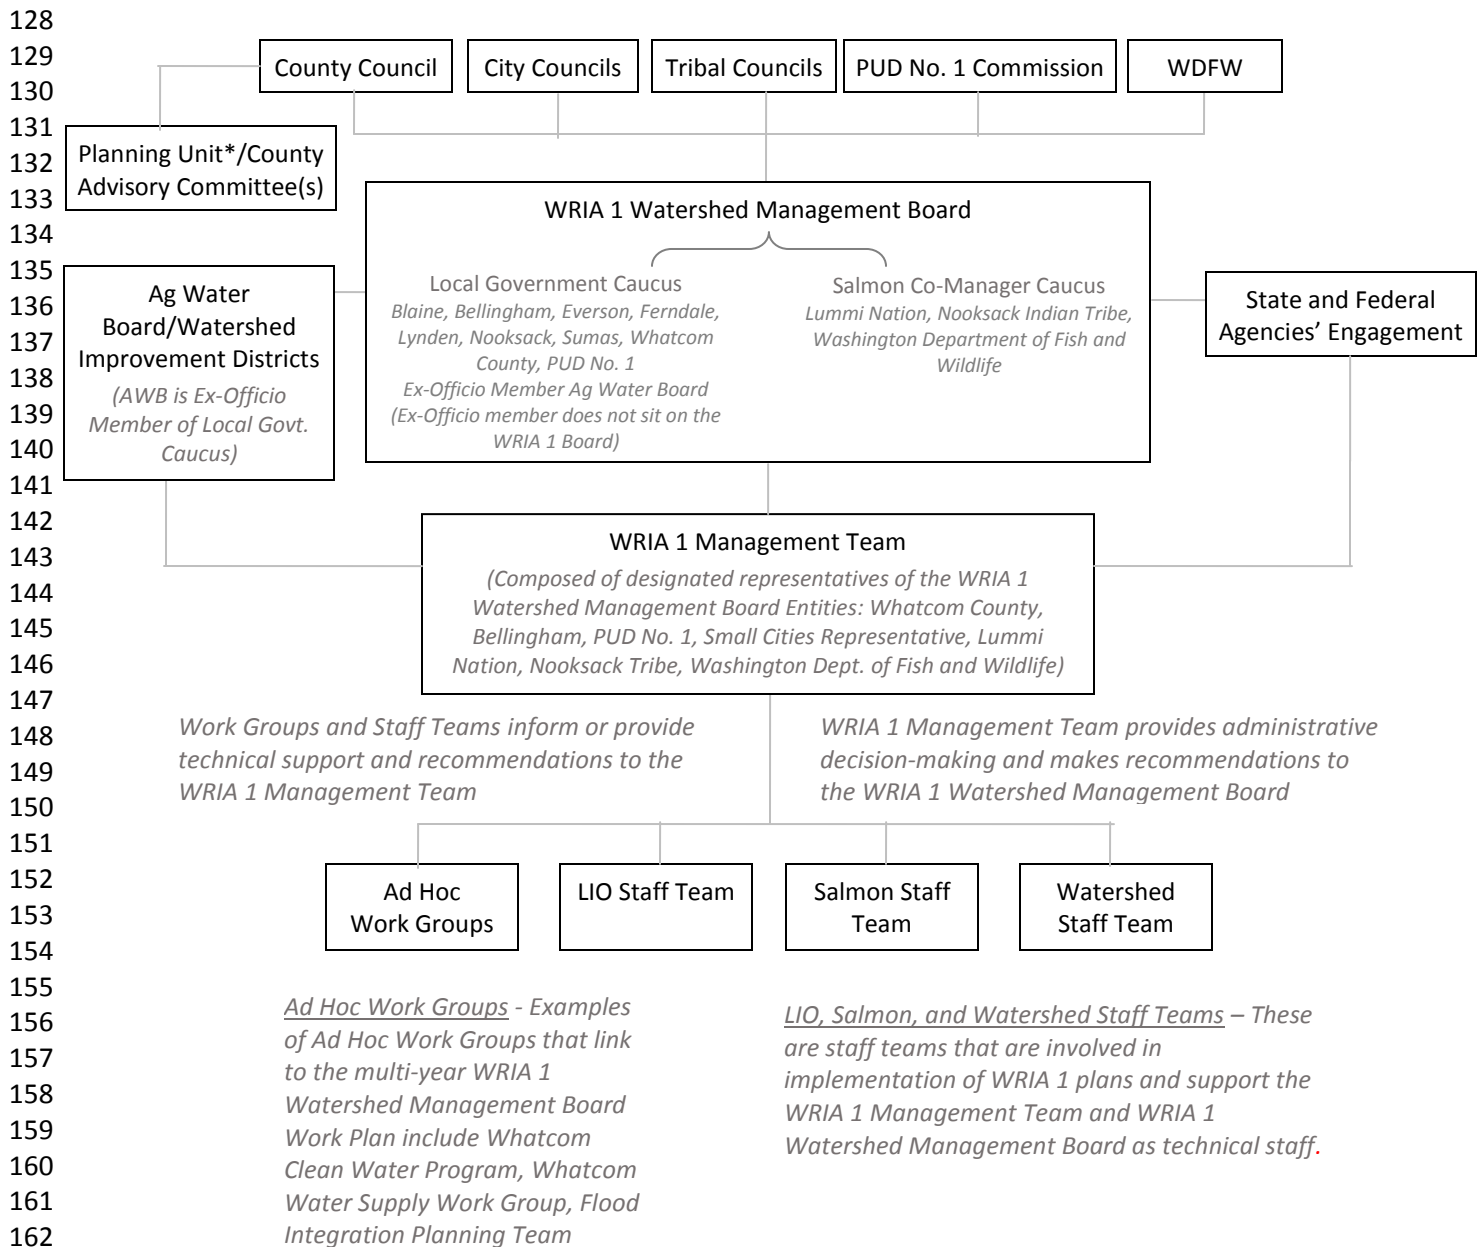 128
129
130
131
132
133
134
135
136
137
138
139
140
141
142
143
144
145
146
147
148
149
150
151
152
153
154
155
156
157
158
159
160
161
162
County Council
City Councils
Tribal Councils
PUD No. 1 Commission
WDFW
Planning Unit*/County
Advisory Committee(s)
WRIA 1 Watershed Management Board
Local Government Caucus
Blaine, Bellingham, Everson, Ferndale,
Lynden, Nooksack, Sumas, Whatcom
County, PUD No. 1
Ex-Officio Member Ag Water Board
(Ex-Officio member does not sit on the
WRIA 1 Board)
Salmon Co-Manager Caucus
Lummi Nation, Nooksack Indian Tribe,
Washington Department of Fish and
Wildlife
Ag Water
Board/Watershed
Improvement Districts
(AWB is Ex-Officio
Member of Local Govt.
Caucus)
State and Federal
Agencies’ Engagement
WRIA 1 Management Team
(Composed of designated representatives of the WRIA 1
Watershed Management Board Entities: Whatcom County,
Bellingham, PUD No. 1, Small Cities Representative, Lummi
Nation, Nooksack Tribe, Washington Dept. of Fish and Wildlife)
Work Groups and Staff Teams inform or provide
technical support and recommendations to the
WRIA 1 Management Team
WRIA 1 Management Team provides administrative
decision-making and makes recommendations to
the WRIA 1 Watershed Management Board
Ad Hoc
Work Groups
LIO Staff Team
Salmon Staff
Team
Watershed
Staff Team
Ad Hoc Work Groups - Examples
of Ad Hoc Work Groups that link
to the multi-year WRIA 1
Watershed Management Board
Work Plan include Whatcom
Clean Water Program, Whatcom
Water Supply Work Group, Flood
Integration Planning Team
LIO, Salmon, and Watershed Staff Teams – These
are staff teams that are involved in
implementation of WRIA 1 plans and support the
WRIA 1 Management Team and WRIA 1
Watershed Management Board as technical staff.